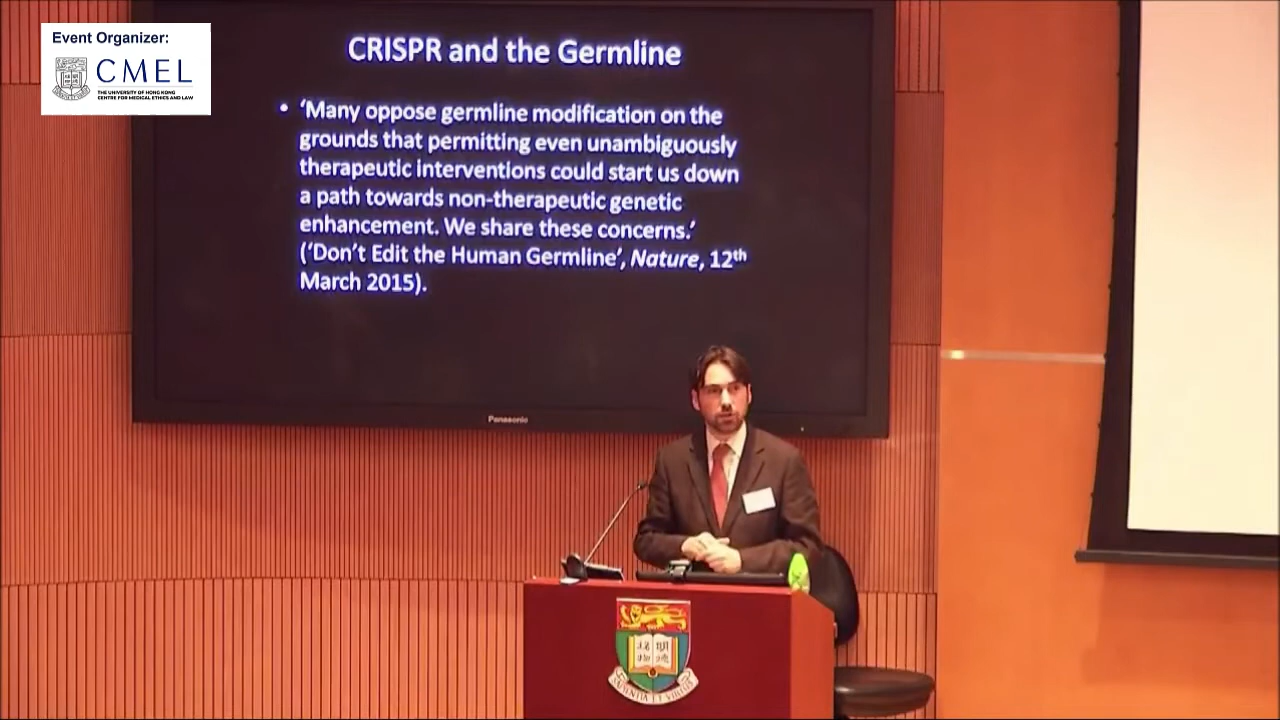 Event Organizer:
CMEL
THE UNIVERSITY OF HONG KONG
CENTRE FOR MEDICAL ETHICS AND LAW
CRISPR and the Germline
• ‘Many oppose germline modification on the
grounds that permitting even unambiguously
therapeutic interventions could start us down
a path towards non-therapeutic genetic
enhancement. We share these concerns.’
(‘Don’t Edit the Human Germline’, Nature, 12th
March 2015).
Panasonic